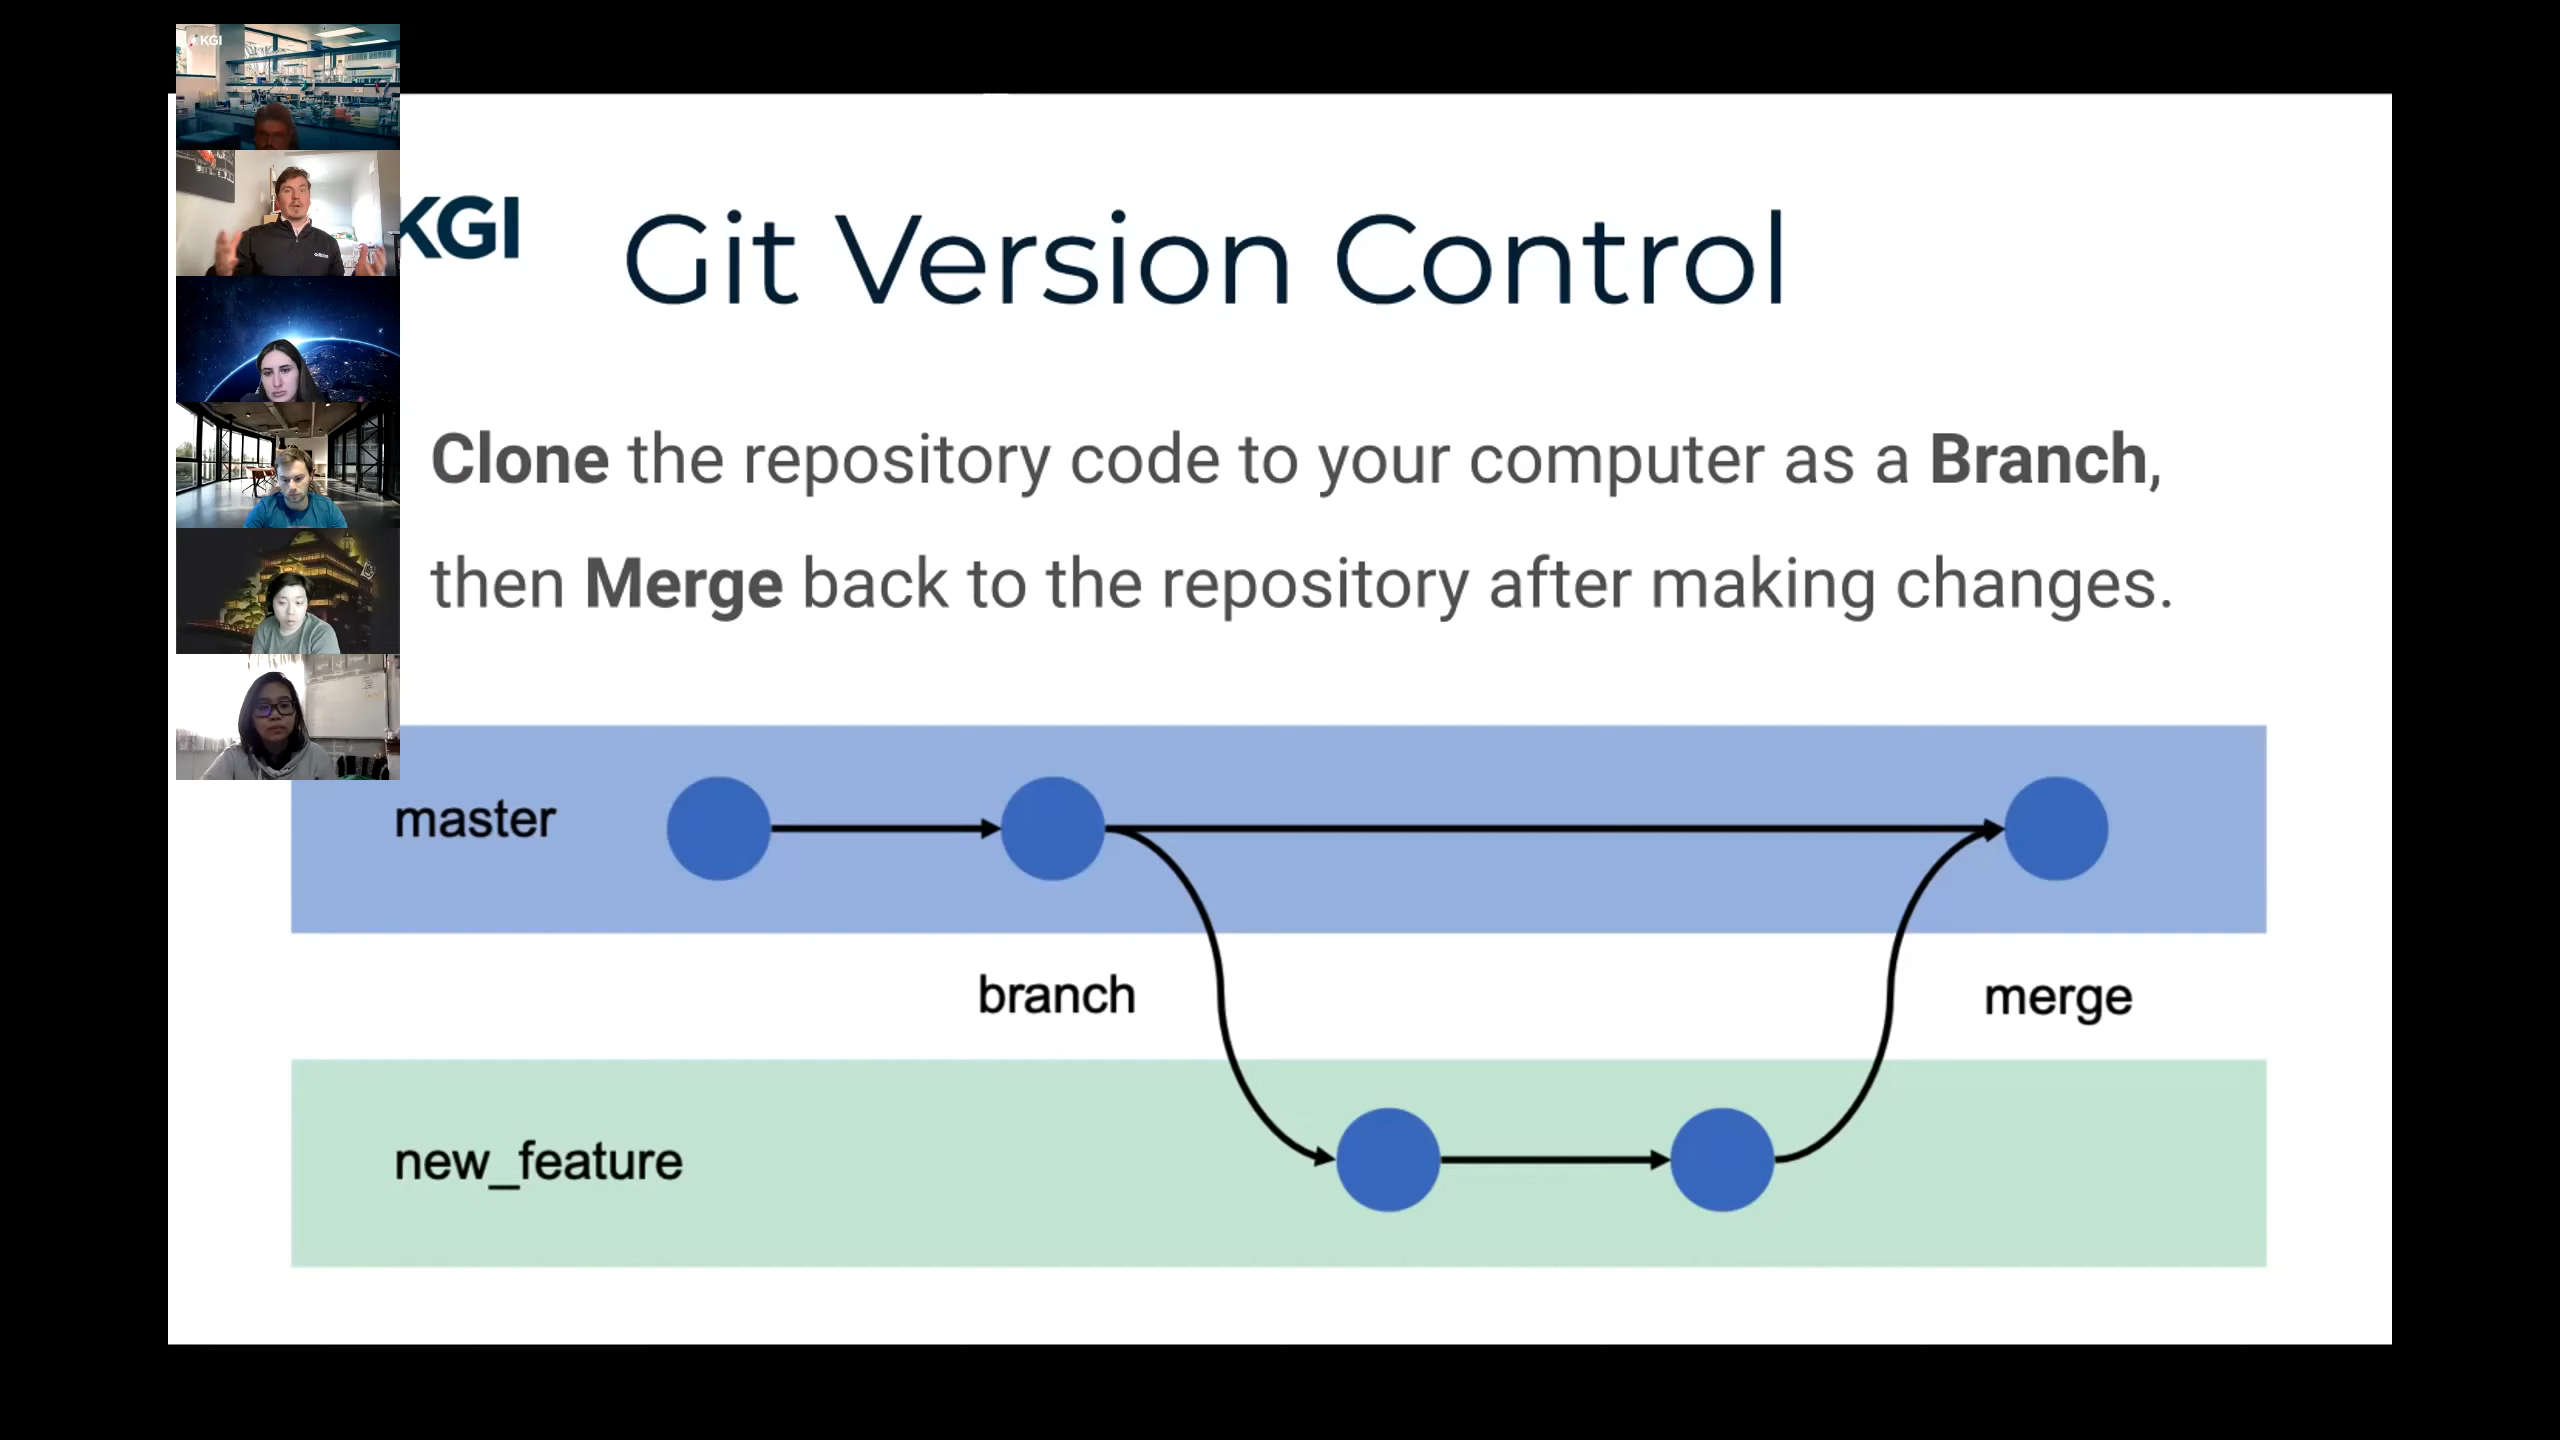 KGI
KGI
Git Version Control
Clone the repository code to your computer as a Branch,
then Merge back to the repository after making changes.
master
branch
merge
new_feature